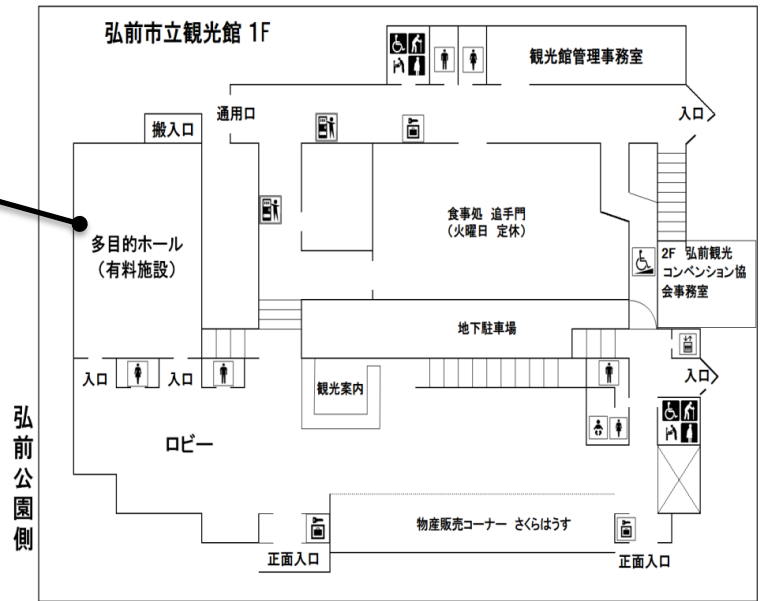 弘前市立観光館 1F
観光館管理事務室
通用口
入口
搬入口
食事処 追手門
(火曜日 定休)
多目的ホール
(有料施設)
2F 弘前観光
コンベンション協
会事務室
地下駐車場
入口
入口
入口
観光案内
弘前公園側
ロビー
物産販売コーナー さくらはうす
正面入口
正面入口